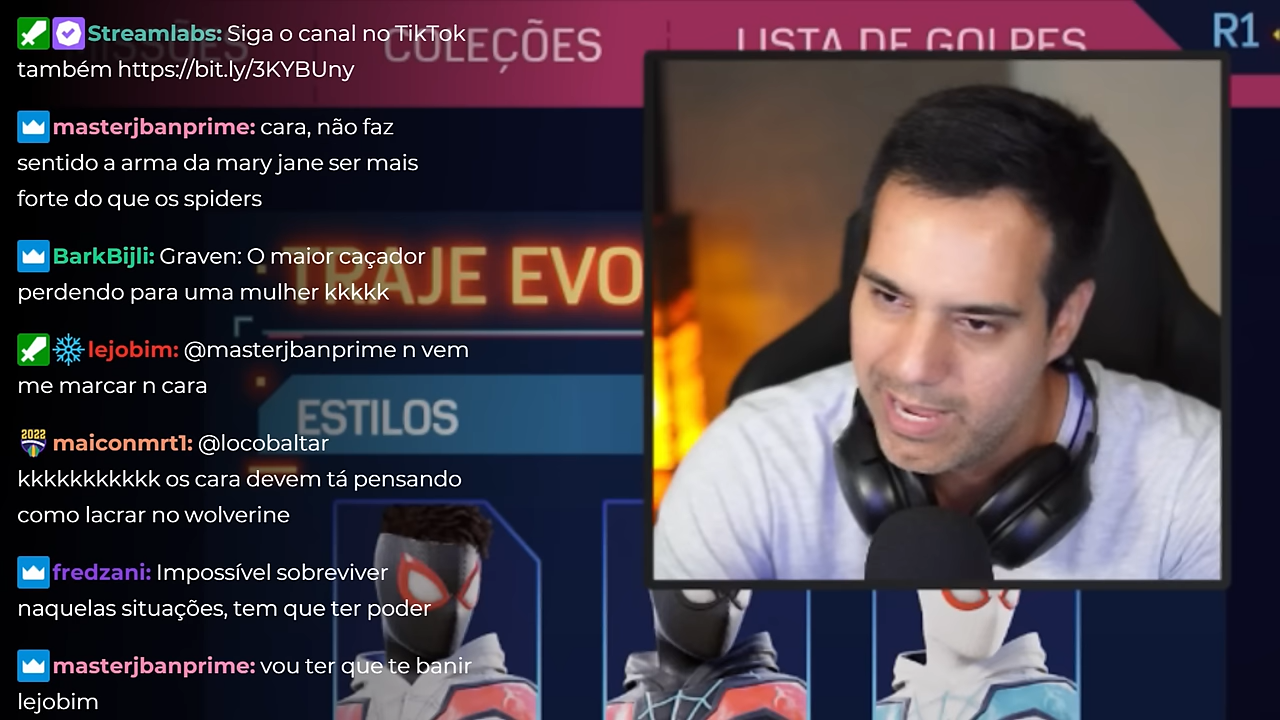 MISSÕES
COLEÇÕES
LISTA DE GOLPES
R1
Streamlabs: Siga o canal no TikTok
também https://bit.ly/3KYBUny
masterjbanprime: cara, não faz
sentido a arma da mary jane ser mais
forte do que os spiders
BarkBijli: Graven: O maior caçador
perdendo para uma mulher kkkkk
TRAJE EVO
lejobim: @masterjbanprime n vem
me marcar n cara
ESTILOS
2022
maiconmrt1: @locobaltar
kkkkkkkkkkk os cara devem tá pensando
como lacrar no wolverine
fredzani: Impossível sobreviver
naquelas situações, tem que ter poder
masterjbanprime: vou ter que te banir
lejobim